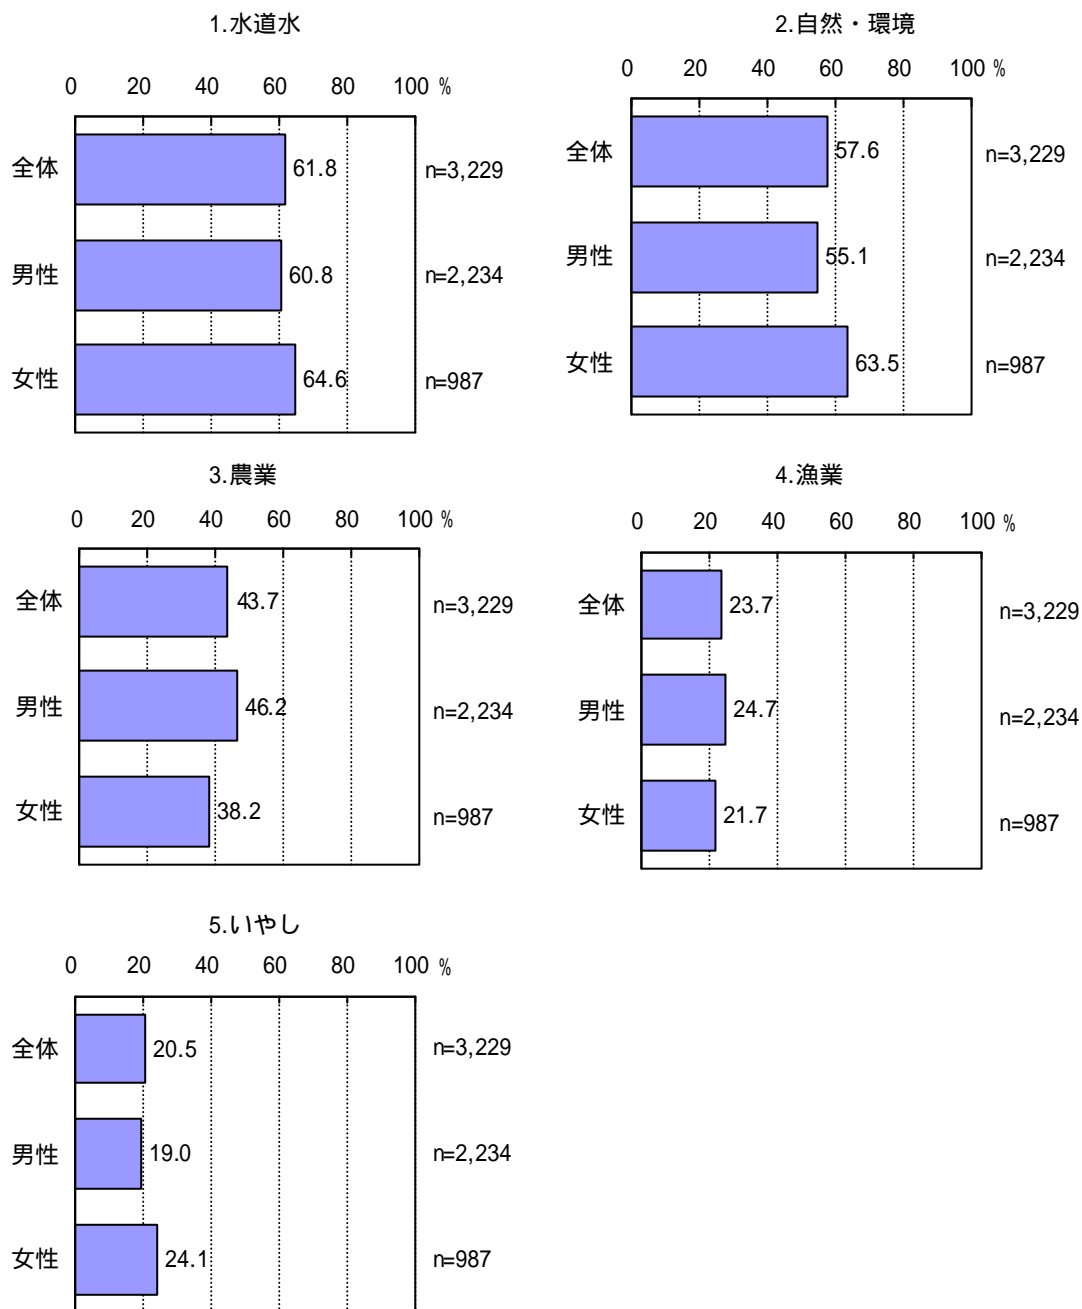 1.水道水
0 20 40 60 80 100 %
全体 61.8 n=3,229
男性 60.8 n=2,234
女性 64.6 n=987
2.自然・環境
0 20 40 60 80 100 %
全体 57.6 n=3,229
男性 55.1 n=2,234
女性 63.5 n=987
3.農業
0 20 40 60 80 100 %
全体 43.7 n=3,229
男性 46.2 n=2,234
女性 38.2 n=987
4.漁業
0 20 40 60 80 100 %
全体 23.7 n=3,229
男性 24.7 n=2,234
女性 21.7 n=987
5.いやし
0 20 40 60 80 100 %
全体 20.5 n=3,229
男性 19.0 n=2,234
女性 24.1 n=987